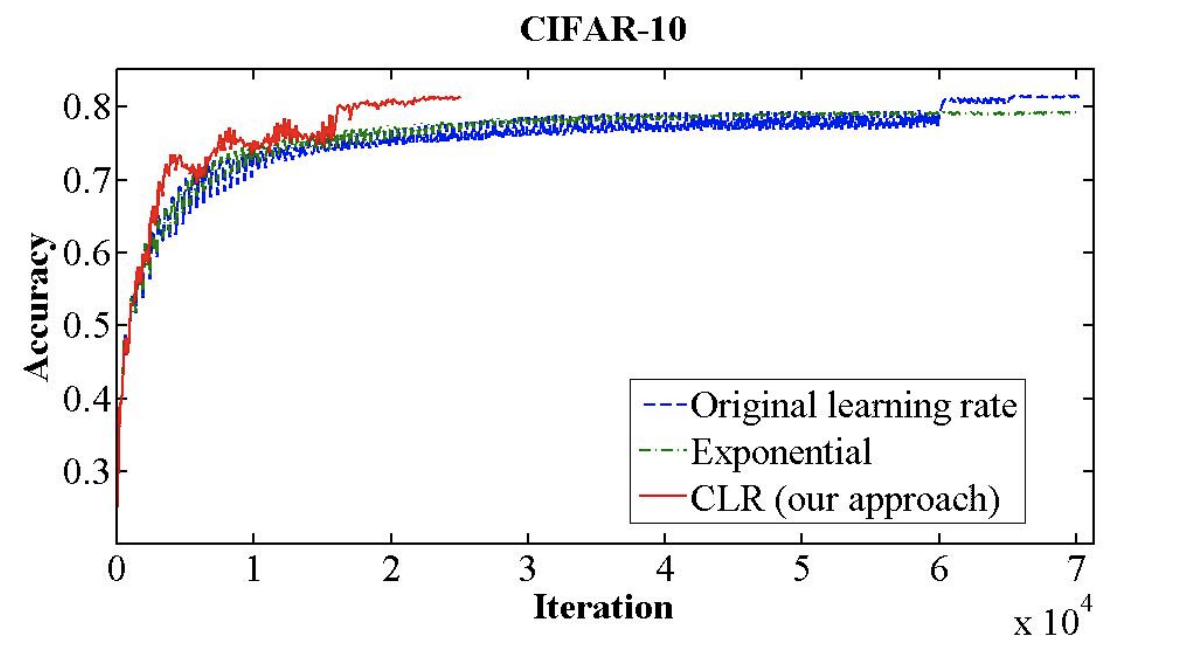 CIFAR-10
Accuracy
0.8
0.7
0.6
0.5
0.4
0.3
Original learning rate
Exponential
CLR (our approach)
0 1 2 3 4 5 6 7
Iteration
x 10^4